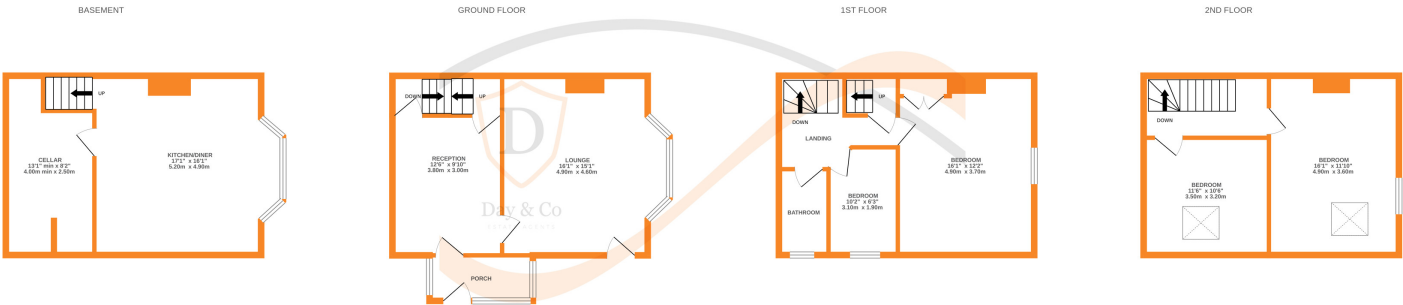 BASEMENT
GROUND FLOOR
1ST FLOOR
2ND FLOOR
UP
CELLAR
13'1" min x 8'2"
4.00m min x 2.50m
KITCHEN/DINER
17'1" x 16'1"
5.20m x 4.90m
DOWN
UP
RECEPTION
12'6" x 9'10"
3.80m x 3.00m
LOUNGE
16'1" x 15'1"
4.90m x 4.60m
PORCH
D
Day & Co
ESTATE AGENTS
UP
DOWN
LANDING
BEDROOM
16'1" x 12'2"
4.90m x 3.70m
BEDROOM
10'2" x 6'3"
3.10m x 1.90m
BATHROOM
DOWN
BEDROOM
11'6" x 10'6"
3.50m x 3.20m
BEDROOM
16'1" x 11'10"
4.90m x 3.60m